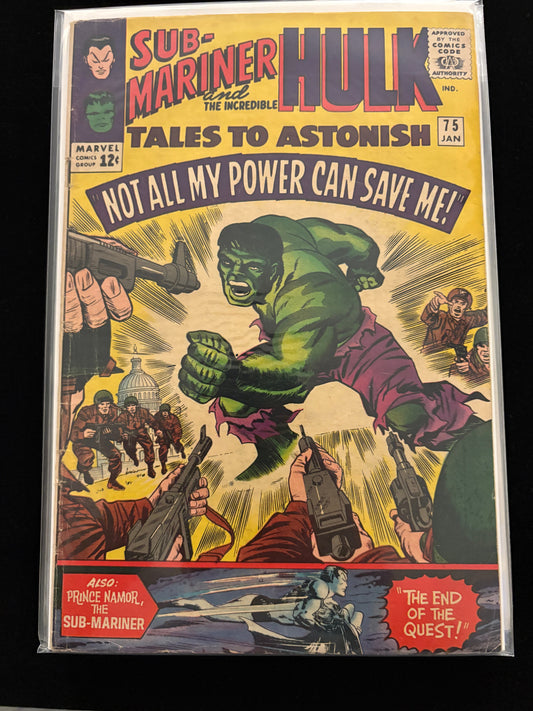 SUB-
MARINER
and
THE INCREDIBLE
HULK
APPROVED
BY THE
COMICS
CODE
CA
AUTHORITY
IND.
TALES TO ASTONISH
75
JAN
MARVEL
COMICS
GROUP 12¢
"NOT ALL MY POWER CAN SAVE ME!"
ALSO:
PRINCE NAMOR,
THE
SUB-MARINER
"THE END
OF THE
QUEST!"